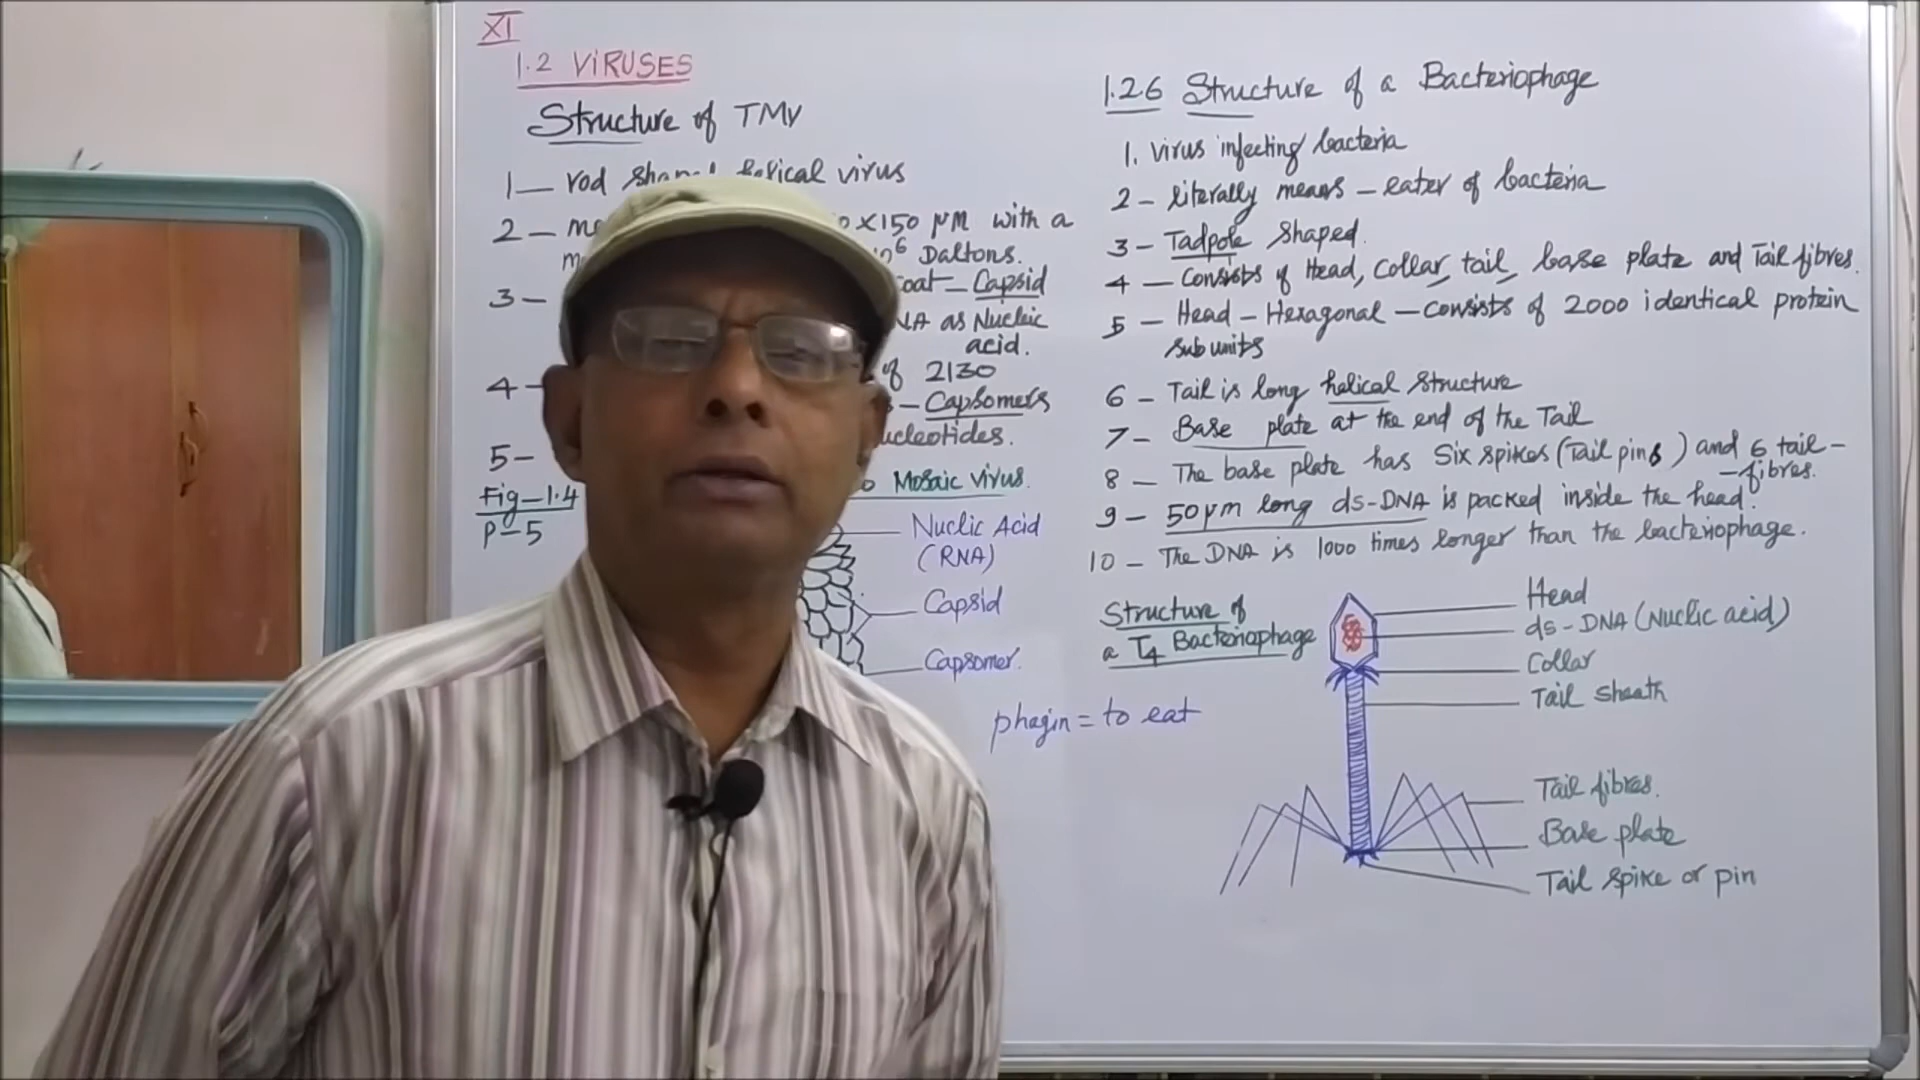 XI
1.2 ViRUSES
Structure of TMV
1— rod helical virus
2— x150 µm with a
10⁶ Daltons.
3— Capsid
as Nucleic
acid.
4— of 2130
– Capsomers
5—
Fig–1.4 Mosaic virus.
P–5
Nuclic Acid
(RNA)
Capsid
Capsomer.
1.2.6 Structure of a Bacteriophage
1. virus infecting bacteria
2 – literally means – eater of bacteria
3 – Tadpole shaped.
4 — Consists of Head, Collar, tail, base plate and Tail fibres.
5 — Head – Hexagonal – consists of 2000 identical protein
subunits
6 – Tail is long helical structure
7 – Base plate at the end of the Tail
8 — The base plate has Six spikes (Tail pins) and 6 tail –
– fibres.
9 – 50µm long ds-DNA is packed inside the head.
10 – The DNA is 1000 times longer than the bacteriophage.
Structure of
a T4 Bacteriophage
phagin = to eat
Head
ds-DNA (Nuclic acid)
Collar
Tail sheath
Tail fibres.
Base plate
Tail spike or pin